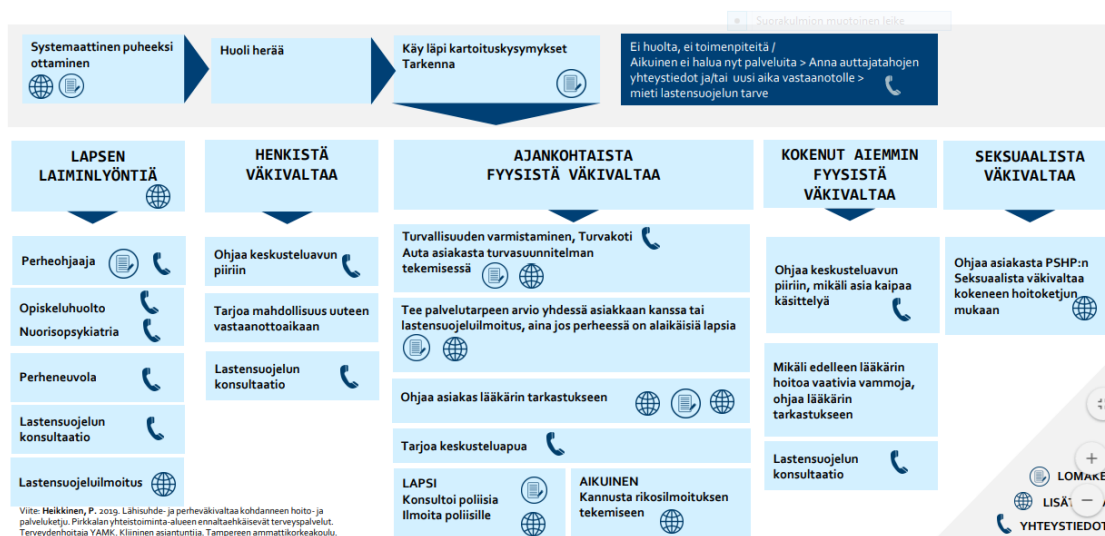 Suorakulmion muotoinen leike
Systemaattinen puheeksi
ottaminen
Huoli herää
Käy läpi kartoituskysymykset
Tarkenna
Ei huolta, ei toimenpiteitä /
Aikuinen ei halua nyt palveluita > Anna auttajatahojen
yhteystiedot ja/tai uusi aika vastaanotolle >
mieti lastensuojelun tarve
LAPSEN
LAIMINLYÖNTIÄ
Perheohjaaja
Opiskeluhuolto
Nuorisopsykiatria
Perheneuvola
Lastensuojelun
konsultaatio
Lastensuojeluilmoitus
HENKISTÄ
VÄKIVALTAA
Ohjaa keskusteluavun
piiriin
Tarjoa mahdollisuus uuteen
vastaanottoaikaan
Lastensuojelun
konsultaatio
AJANKOHTAISTA
FYYSISTÄ VÄKIVALTAA
Turvallisuuden varmistaminen, Turvakoti
Auta asiakasta turvasuunnitelman
tekemisessä
Tee palvelutarpeen arvio yhdessä asiakkaan kanssa tai
lastensuojeluilmoitus, aina jos perheessä on alaikäisiä lapsia
Ohjaa asiakas lääkärin tarkastukseen
Tarjoa keskusteluapua
LAPSI
Konsultoi poliisia
Ilmoita poliisille
AIKUINEN
Kannusta rikosilmoituksen
tekemiseen
KOKENUT AIEMMIN
FYYSISTÄ
VÄKIVALTAA
Ohjaa keskusteluavun
piiriin, mikäli asia kaipaa
käsittelyä
Mikäli edelleen lääkärin
hoitoa vaativia vammoja,
ohjaa lääkärin
tarkastukseen
Lastensuojelun
konsultaatio
SEKSUAALISTA
VÄKIVALTAA
Ohjaa asiakasta PSHP:n
Seksuaalista väkivaltaa
kokeneen hoitoketjun
mukaan
LOMAKE
LISÄT
YHTEYSTIEDOT
Viite: Heikkinen, P. 2019. Lähisuhde- ja perheväkivaltaa kohdanneen hoito- ja
palveluketju. Pirkkalan yhteistoiminta-alueen ennaltaehkäisevät terveyspalvelut.
Terveydenhoitaja YAMK. Kliininen asiantuntija. Tampereen ammattikorkeakoulu.